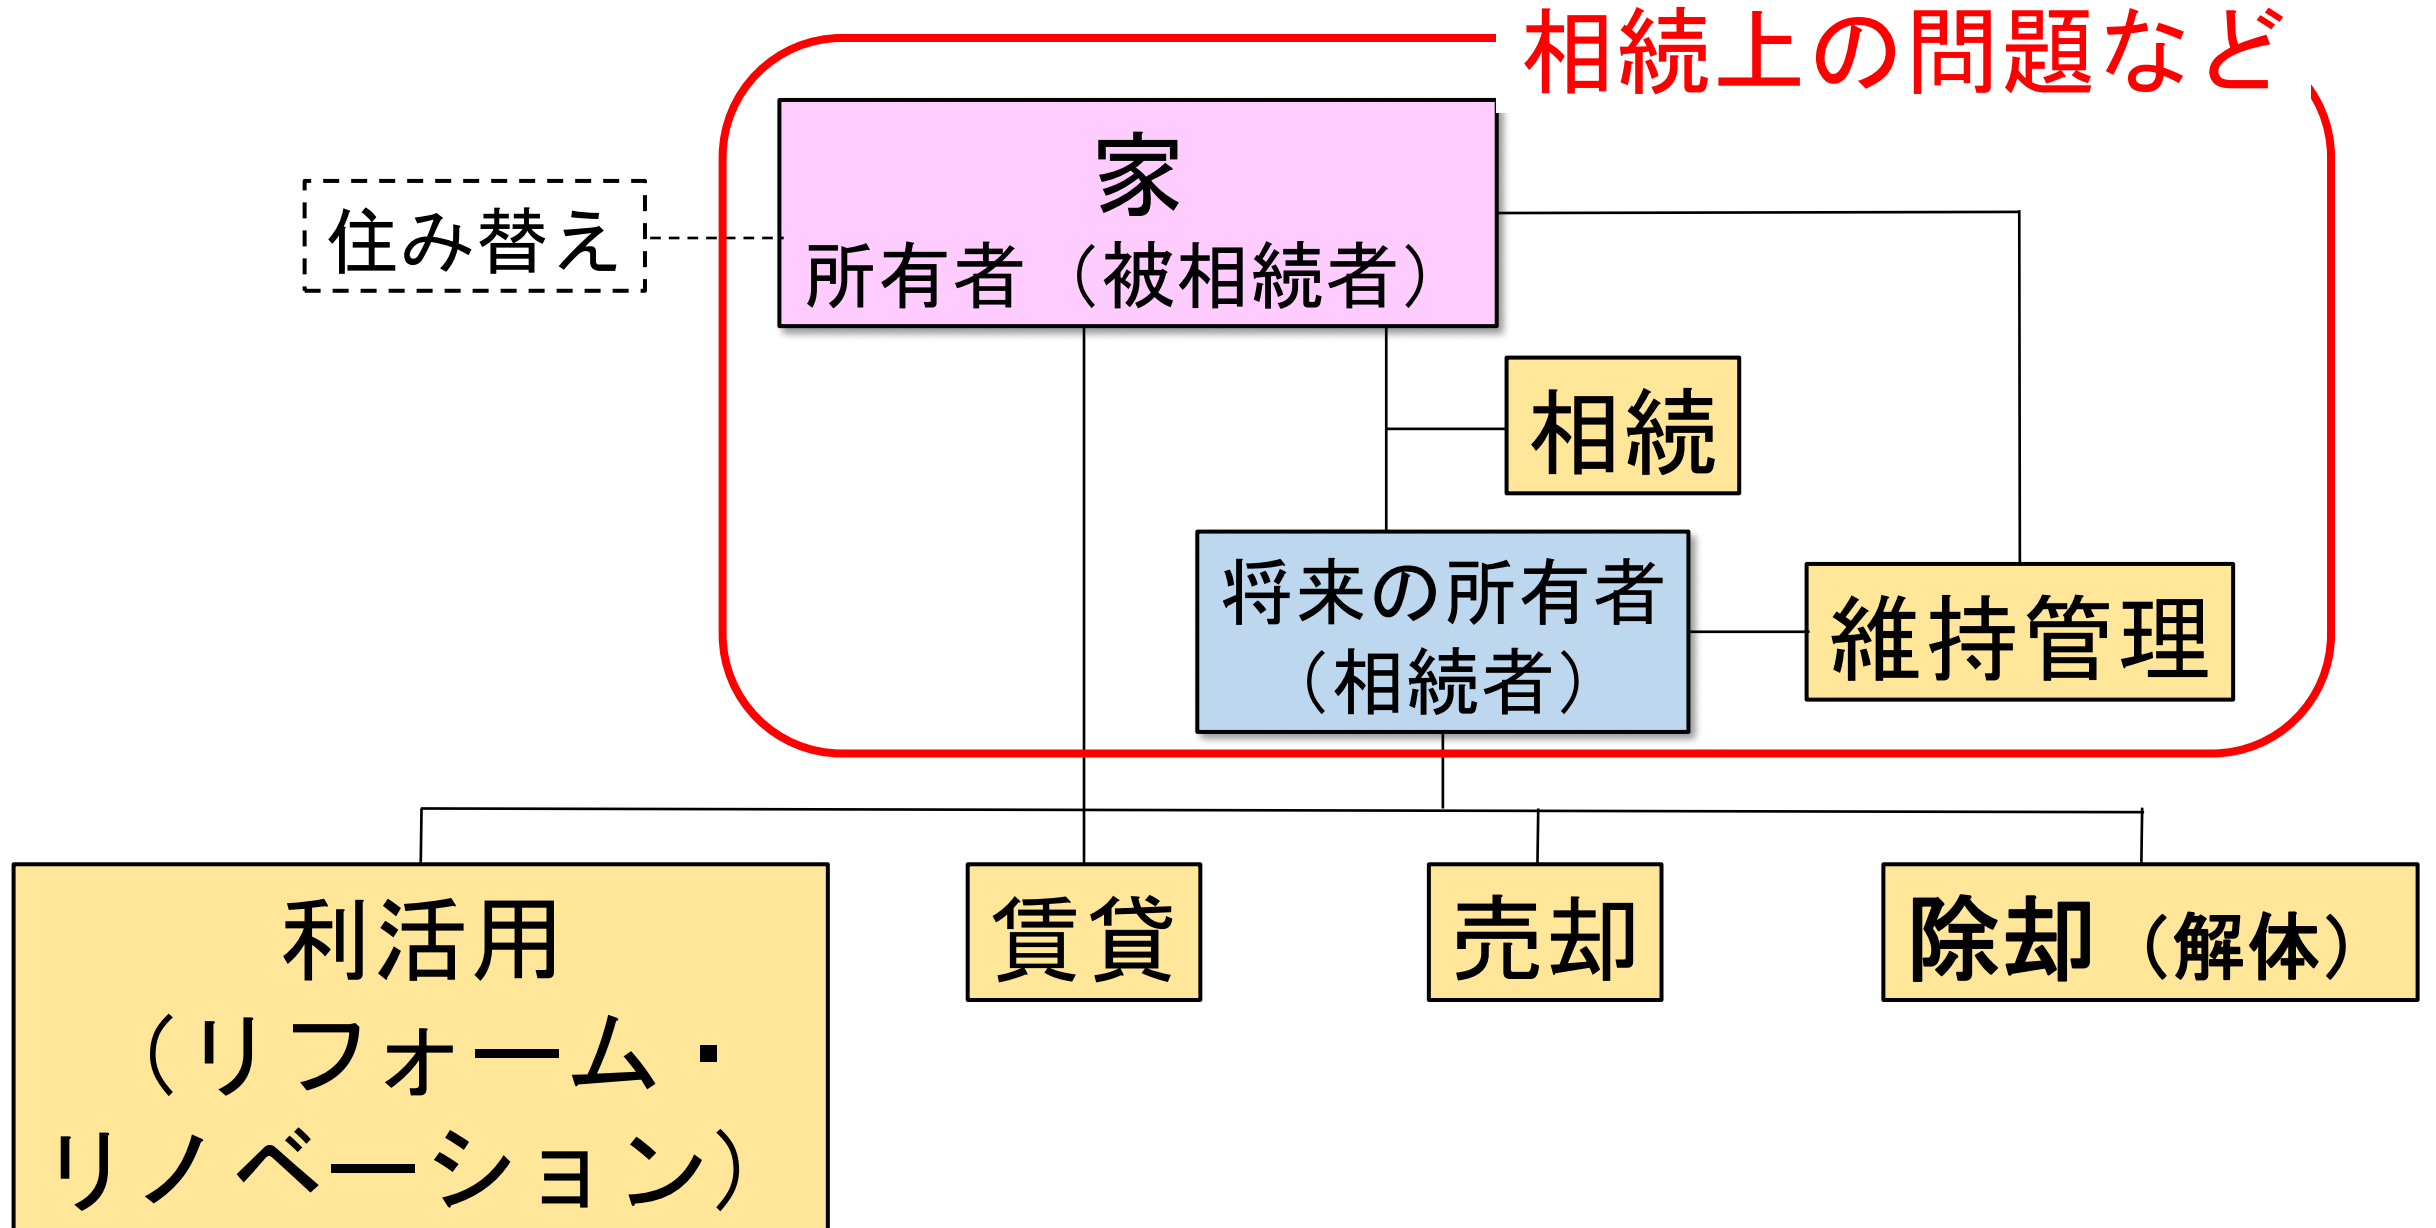 相続上の問題など
家
所有者（被相続者）
住み替え
相続
将来の所有者
（相続者）
維持管理
利活用
（リフォーム・
リノベーション）
賃貸
売却
除却（解体）